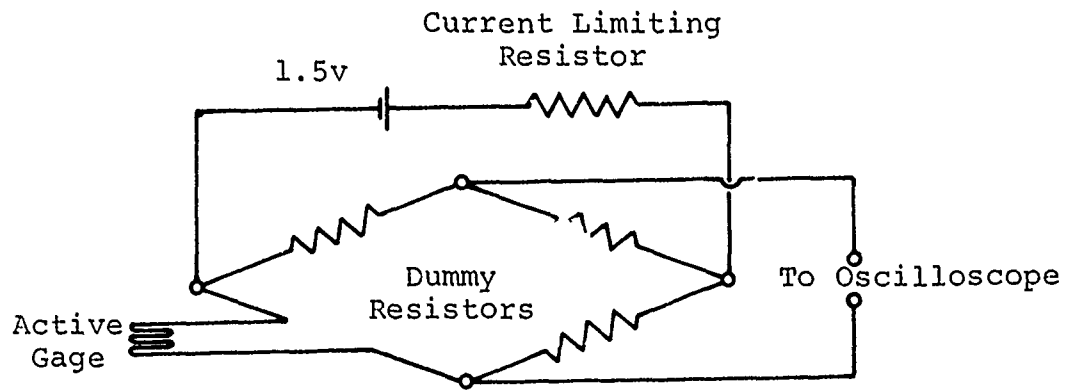 Current Limiting
Resistor
1.5v
Dummy
Resistors
To Oscilloscope
Active
Gage